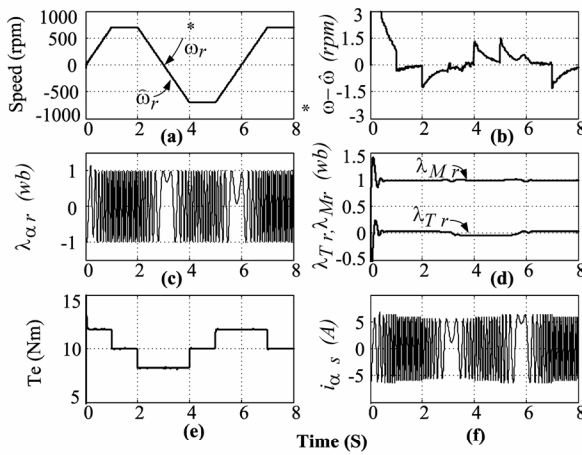 1000
500
0
-500
-1000
Speed (rpm)
*
ωr
ω̂r
0 2 4 6 8
(a)
3
1.5
0
-1.5
-3
* ω–ω̂ (rpm)
0 2 4 6 8
(b)
1
0
-1
λα r (wb)
0 2 4 6 8
(c)
1.5
1
0.5
0
-0.5
λT r,λMr (wb)
λM r
λT r
0 2 4 6 8
(d)
15
10
5
Te (Nm)
0 2 4 6 8
(e)
5
0
-5
iα s (A)
0 2 4 6 8
(f)
Time (S)